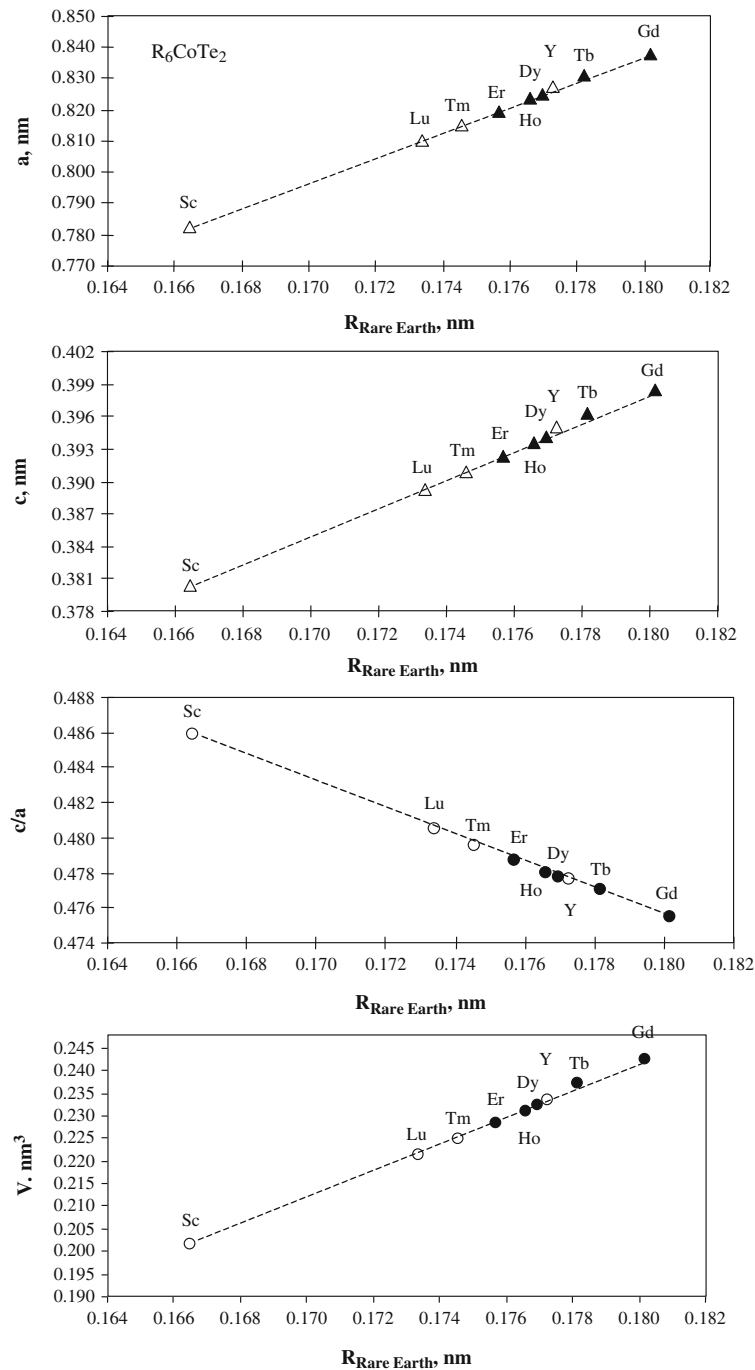 0.850
R₆CoTe₂
Gd
0.840
Y
Tb
0.830
Dy
Er
0.820
Tm
Lu
Ho
0.810
a, nm
0.800
0.790
Sc
0.780
0.770
0.164 0.166 0.168 0.170 0.172 0.174 0.176 0.178 0.180 0.182
R_Rare Earth, nm
0.402
Gd
0.399
Y
Tb
0.396
Dy
Er
0.393
Tm
Ho
Lu
0.390
c, nm
0.384
Sc
0.381
0.378
0.164 0.166 0.168 0.170 0.172 0.174 0.176 0.178 0.180 0.182
R_Rare Earth, nm
0.488
Sc
0.486
0.484
0.482
Lu
Tm
c/a
0.480
Er
Dy
0.478
Tb
Ho
Gd
Y
0.476
0.474
0.164 0.166 0.168 0.170 0.172 0.174 0.176 0.178 0.180 0.182
R_Rare Earth, nm
Gd
0.245
Y
Tb
0.240
Dy
0.235
Er
0.230
Tm
Lu
Ho
0.225
0.220
V. nm³
0.215
0.210
Sc
0.205
0.200
0.195
0.190
0.164 0.166 0.168 0.170 0.172 0.174 0.176 0.178 0.180 0.182
R_Rare Earth, nm